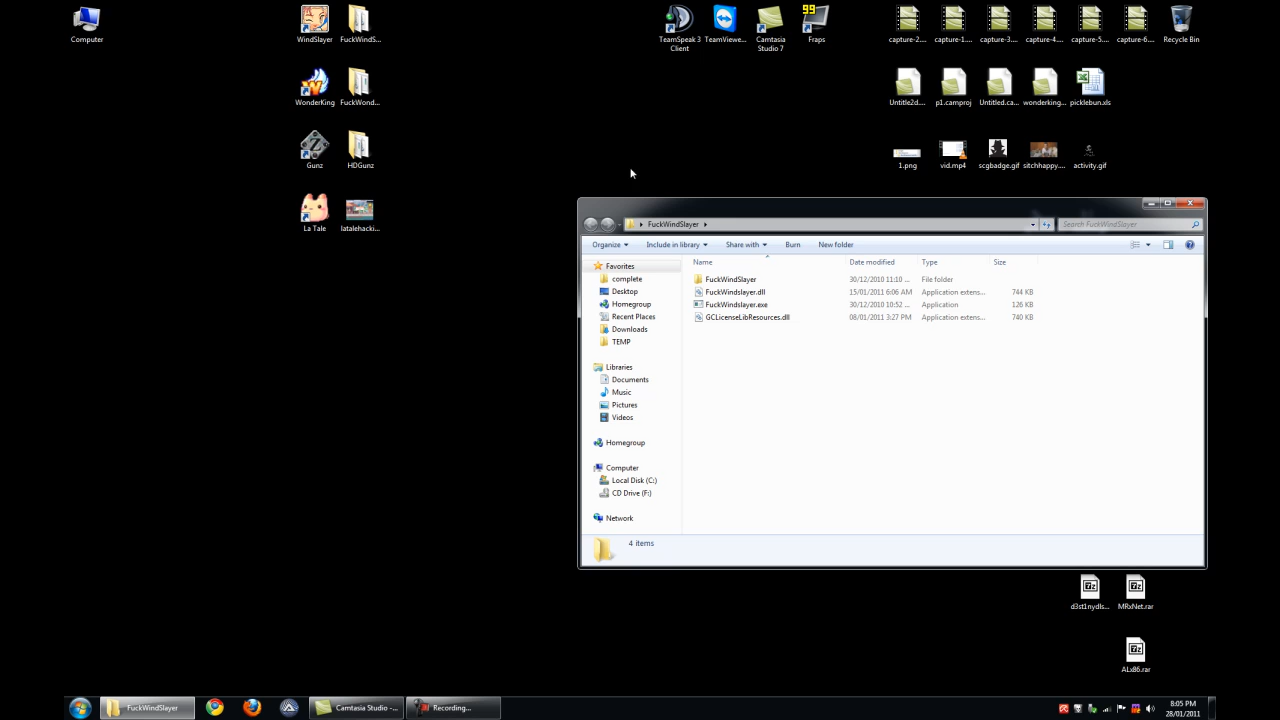 Computer
WindSlayer
FuckWindS...
TeamSpeak 3
Client
TeamViewe...
Camtasia
Studio 7
99
Fraps
capture-2....
capture-1....
capture-3....
capture-4....
capture-5....
capture-6....
Recycle Bin
WonderKing
FuckWond...
Untitle2d....
p1.camproj
Untitled.ca...
wonderking...
picklebun.xls
Gunz
HDGunz
1.png
vid.mp4
scgbadge.gif
sitchhappy....
activity.gif
La Tale
latalehacki...
FuckWindSlayer
Search FuckWindSlayer
Organize
Include in library
Share with
Burn
New folder
Name
Date modified
Type
Size
Favorites
complete
Desktop
Homegroup
Recent Places
Downloads
TEMP
Libraries
Documents
Music
Pictures
Videos
Homegroup
Computer
Local Disk (C:)
CD Drive (F:)
Network
FuckWindSlayer 30/12/2010 11:10 ... File folder
FuckWindslayer.dll 15/01/2011 6:06 AM Application extens... 744 KB
FuckWindslayer.exe 30/12/2010 10:52 ... Application 126 KB
GCLicenseLibResources.dll 08/01/2011 3:27 PM Application extens... 740 KB
4 items
d3st1nydls...
MRxNet.rar
ALx86.rar
FuckWindSlayer
Camtasia Studio -...
Recording...
8:05 PM
28/01/2011